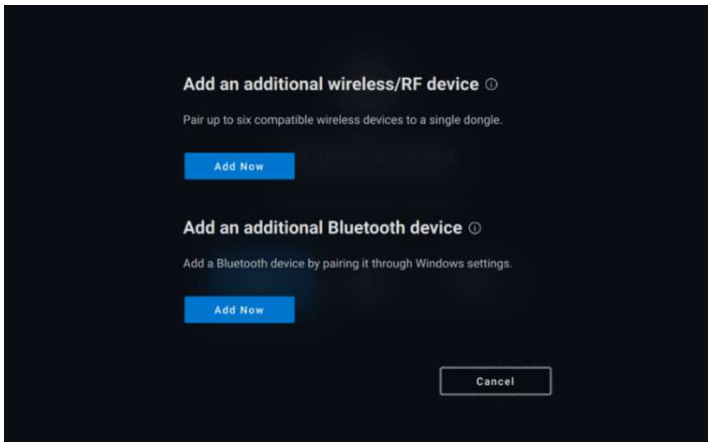 Add an additional wireless/RF device
Pair up to six compatible wireless devices to a single dongle.
Add Now
Add an additional Bluetooth device
Add a Bluetooth device by pairing it through Windows settings.
Add Now
Cancel